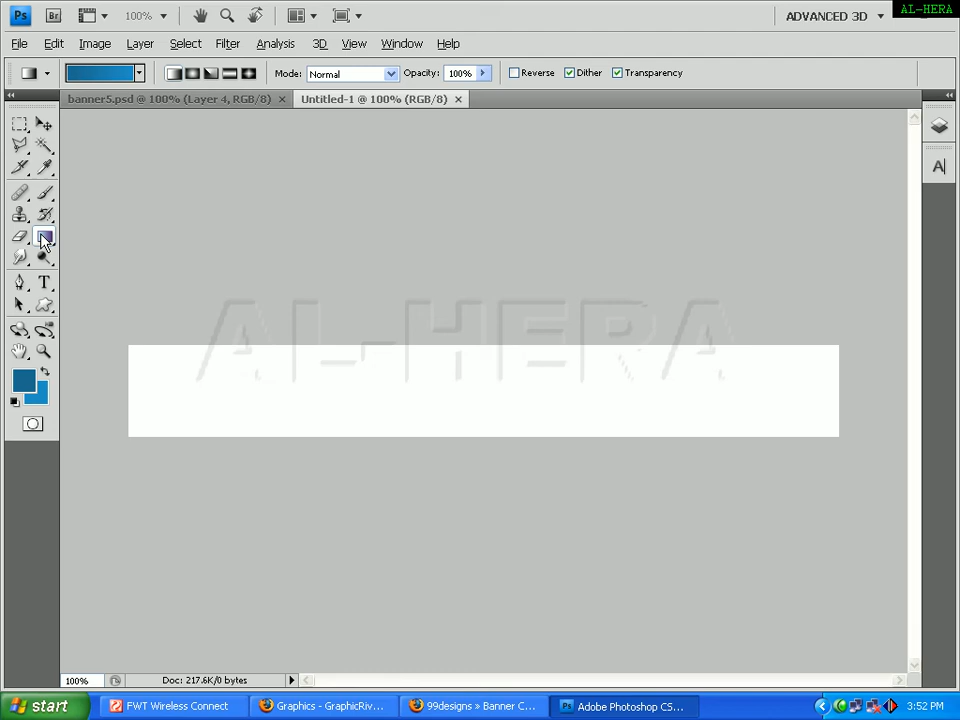 Ps Br 100% ADVANCED 3D AL-HERA
File Edit Image Layer Select Filter Analysis 3D View Window Help
Mode: Normal Opacity: 100% Reverse Dither Transparency
banner5.psd @ 100% (Layer 4, RGB/8) Untitled-1 @ 100% (RGB/8)
A
T
AL-HERA
100% Doc: 217.6K/0 bytes
start FWT Wireless Connect Graphics - GraphicRiv... 99designs » Banner C... Ps Adobe Photoshop CS... 3:52 PM